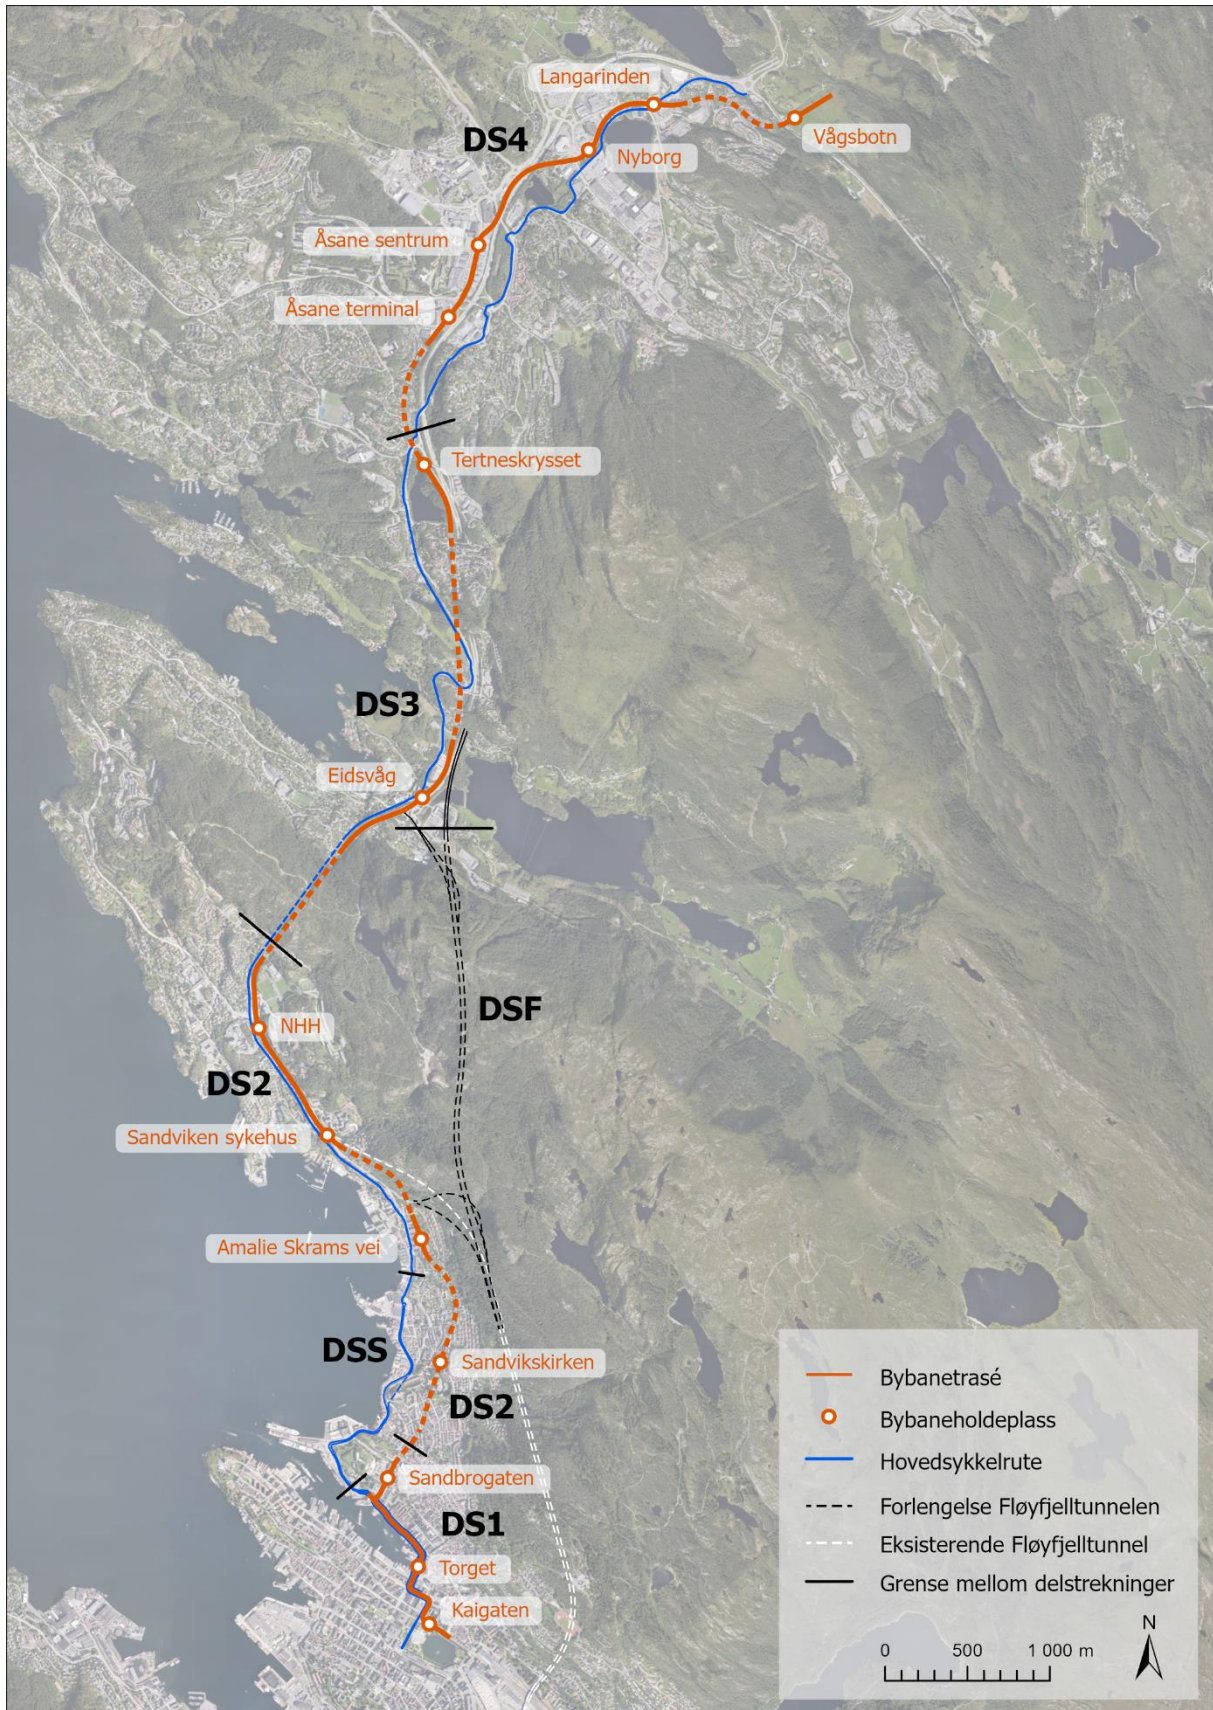 Langarinden
Vågsbotn
DS4
Nyborg
Åsane sentrum
Åsane terminal
Tertneskrysset
DS3
Eidsvåg
DSF
NHH
DS2
Sandviken sykehus
Amalie Skrams vei
DSS
Sandvikskirken
DS2
Sandbrogaten
DS1
Torget
Kaigaten
Bybanetrasé
Bybaneholdeplass
Hovedsykkelrute
Forlengelse Fløyfjelltunnelen
Eksisterende Fløyfjelltunnel
Grense mellom delstrekninger
N
0 500 1 000 m